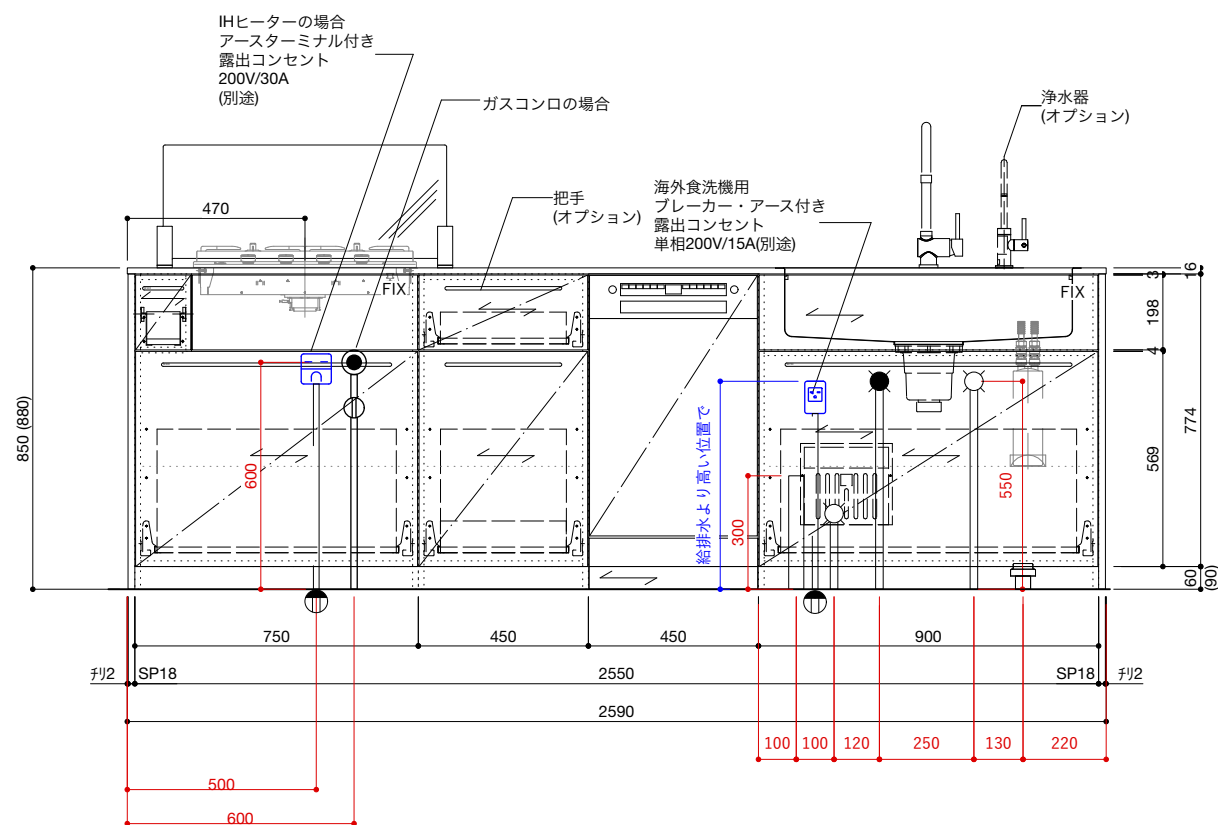 IHヒーターの場合
アースターミナル付き
露出コンセント
200V/30A
(別途)
ガスコンロの場合
浄水器
(オプション)
把手
(オプション)
海外食洗機用
ブレーカー・アース付き
露出コンセント
単相200V/15A(別途)
470
FIX
FIX
16
3
198
4
774
569
60
(90)
850 (880)
600
給排水より高い位置で
300
550
750
450
450
900
ﾁﾘ2
SP18
2550
SP18
ﾁﾘ2
2590
100
100
120
250
130
220
500
600